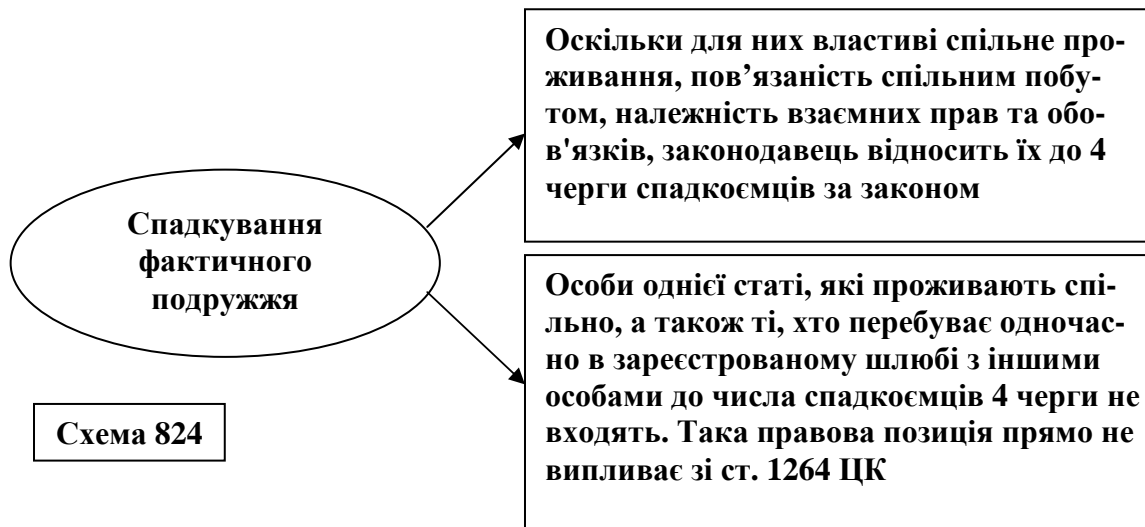 Оскільки для них властиві спільне про-
живання, пов’язаність спільним побу-
том, належність взаємних прав та обо-
в'язків, законодавець відносить їх до 4
черги спадкоємців за законом
Спадкування
фактичного
подружжя
Особи однієї статі, які проживають спі-
льно, а також ті, хто перебуває одночас-
но в зареєстрованому шлюбі з іншими
особами до числа спадкоємців 4 черги не
входять. Така правова позиція прямо не
випливає зі ст. 1264 ЦК
Схема 824